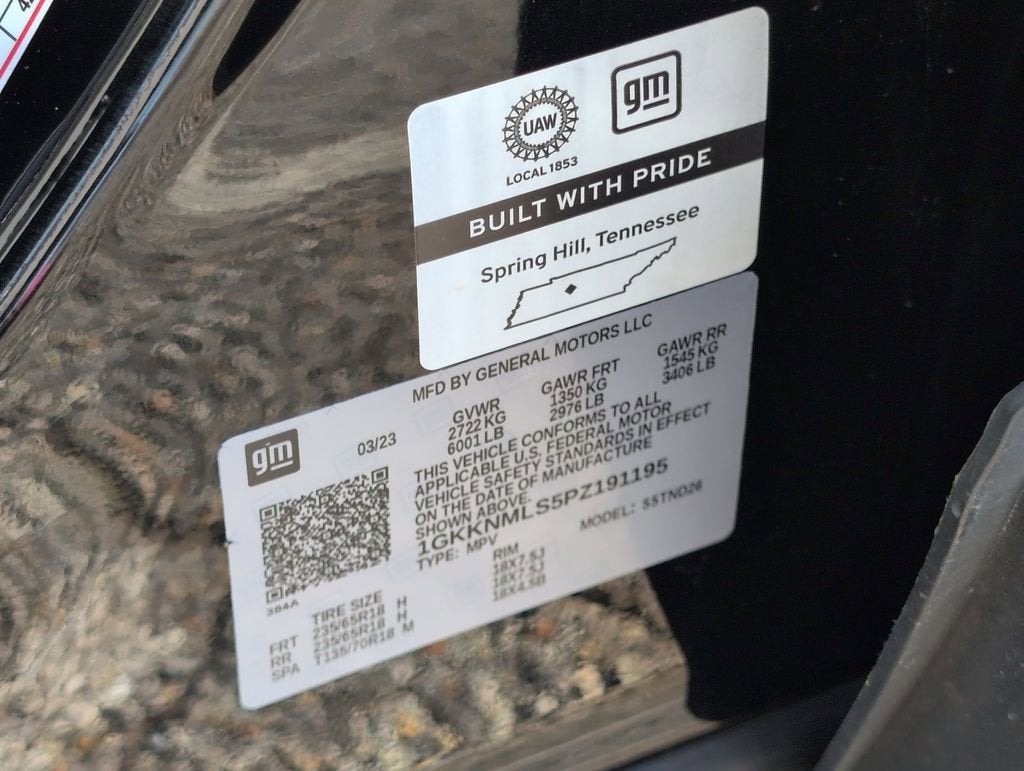 UAW
LOCAL 1853
gm
BUILT WITH PRIDE
Spring Hill, Tennessee
MFD BY GENERAL MOTORS LLC
gm
03/23
GVWR
2722 KG
6001 LB
GAWR FRT
1350 KG
2976 LB
GAWR RR
1545 KG
3406 LB
THIS VEHICLE CONFORMS TO ALL
APPLICABLE U.S. FEDERAL MOTOR
VEHICLE SAFETY STANDARDS IN EFFECT
ON THE DATE OF MANUFACTURE
SHOWN ABOVE.
1GKKNMLS5PZ191195
TYPE: MPV
MODEL: SSTND26
384A
TIRE SIZE RIM
FRT 235/65R18 H 18X7.5J
RR 235/65R18 H 18X7.5J
SPA T135/70R18 M 18X4.5B